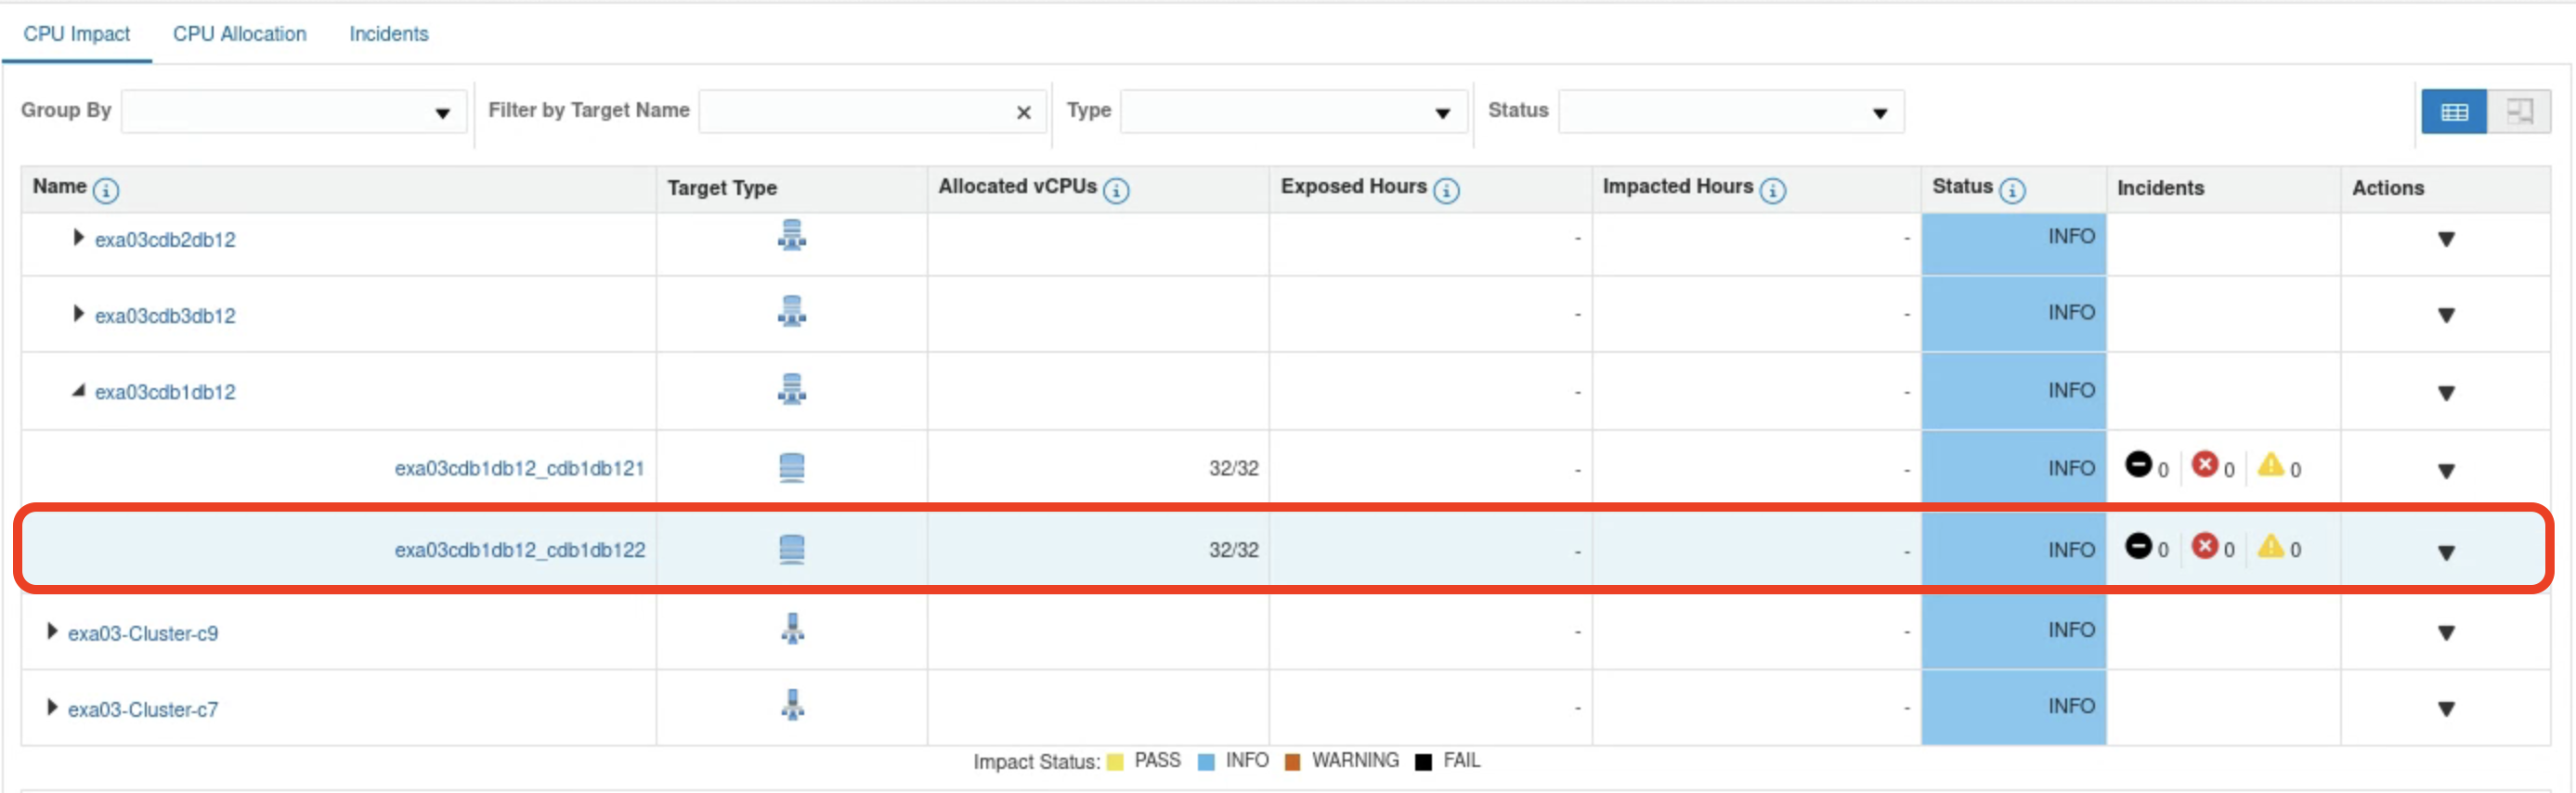 CPU Impact CPU Allocation Incidents
Group By Filter by Target Name × Type Status
Name Target Type Allocated vCPUs Exposed Hours Impacted Hours Status Incidents Actions
exa03cdb2db12 - - INFO
exa03cdb3db12 - - INFO
exa03cdb1db12 - - INFO
exa03cdb1db12_cdb1db121 32/32 - - INFO 0 0 0
exa03cdb1db12_cdb1db122 32/32 - - INFO 0 0 0
exa03-Cluster-c9 - - INFO
exa03-Cluster-c7 - - INFO
Impact Status: PASS INFO WARNING FAIL